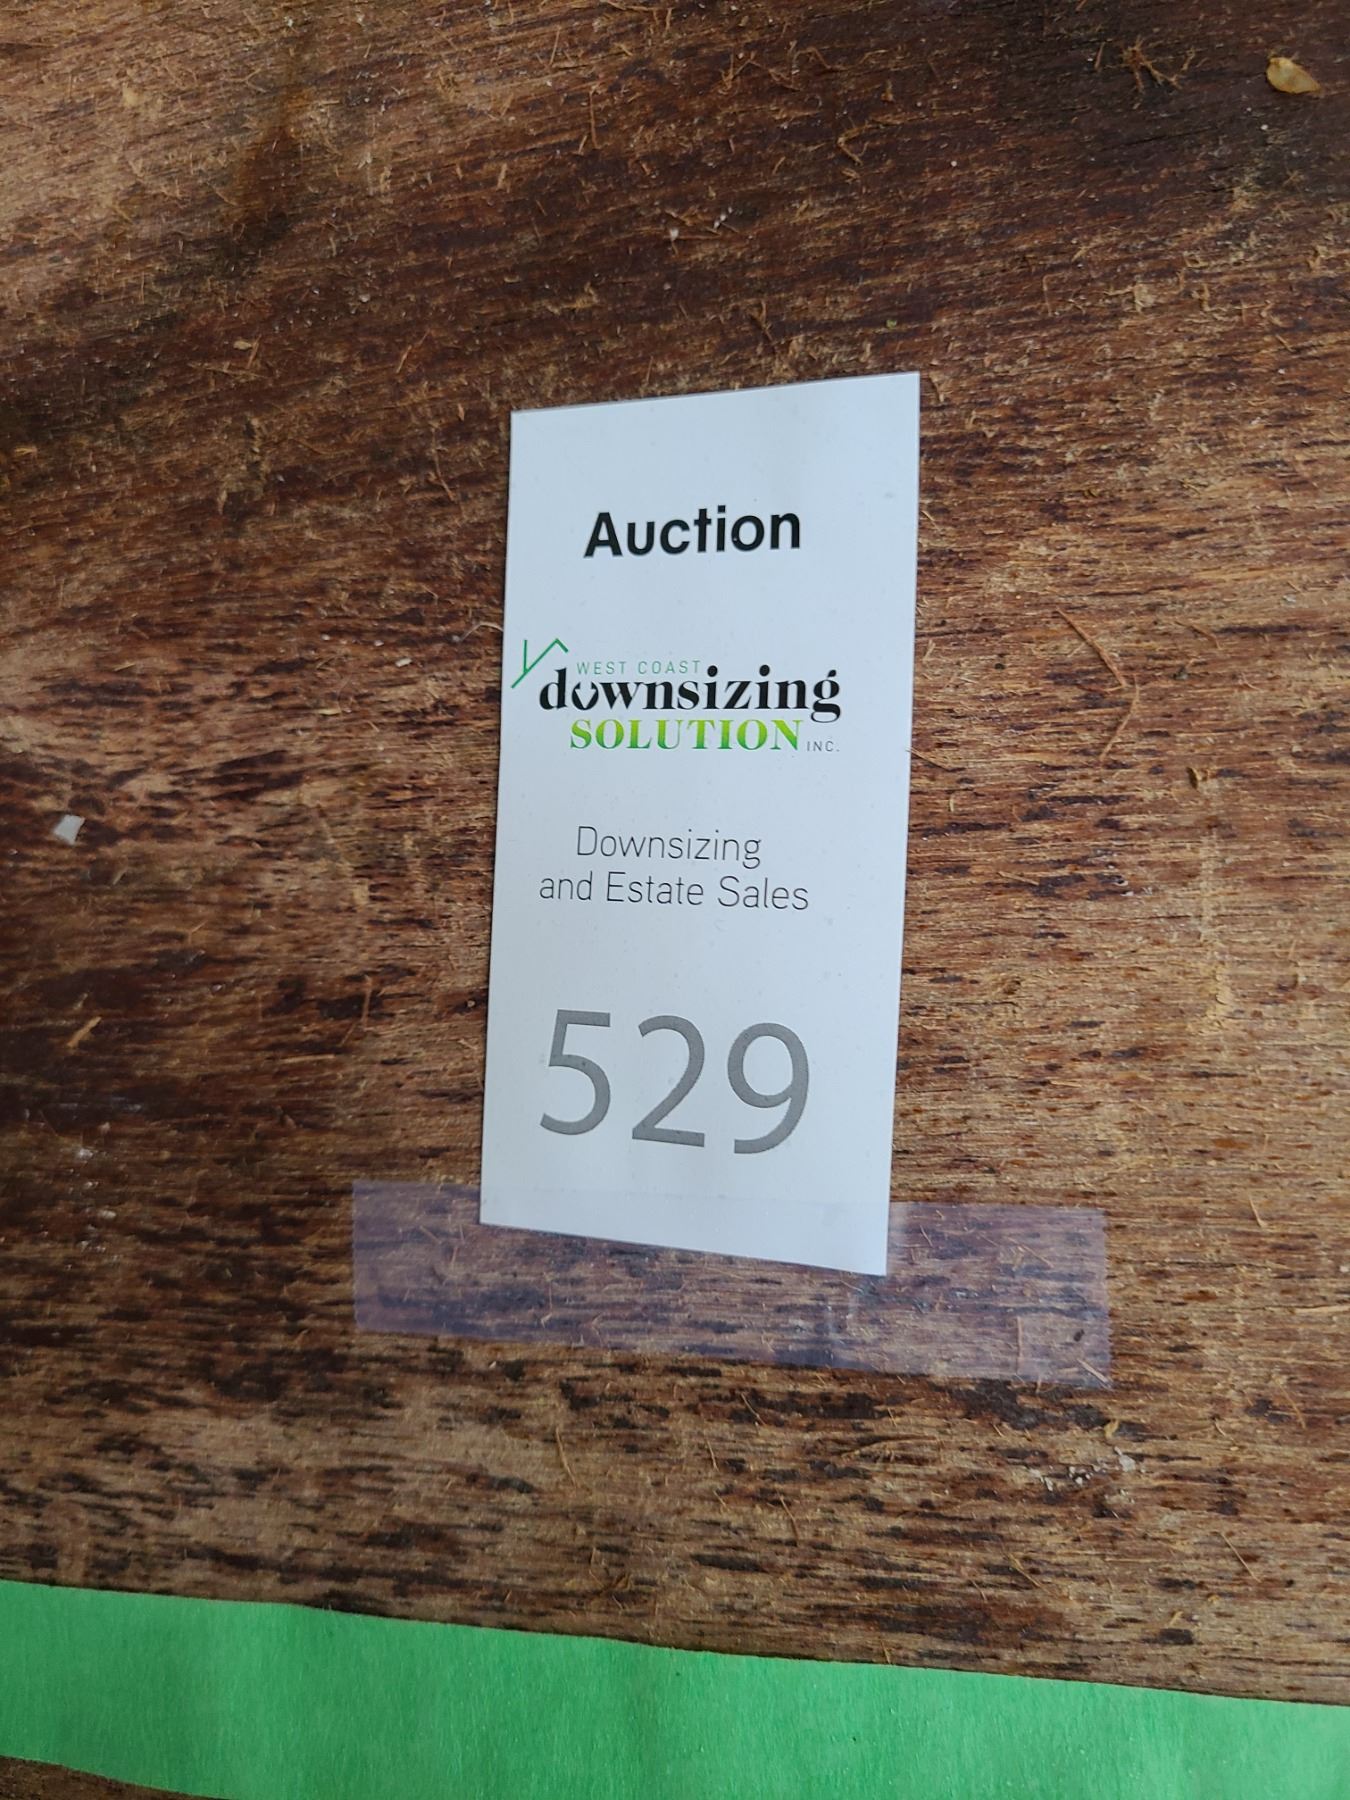 Auction
WEST COAST
downsizing
SOLUTION INC.
Downsizing
and Estate Sales
529